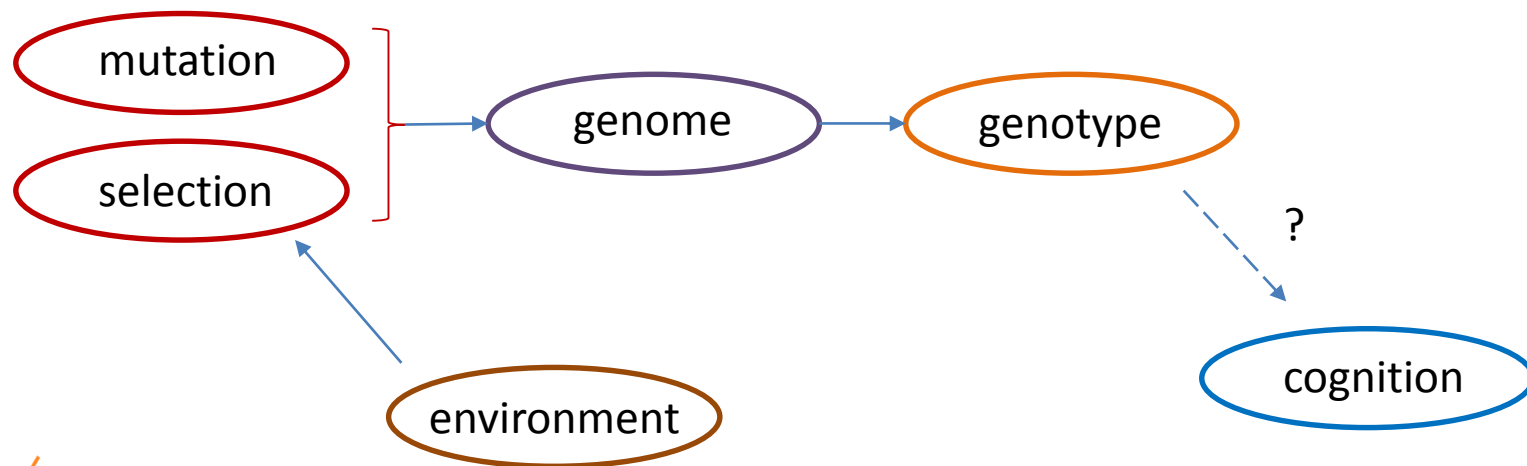 mutation
genome
genotype
selection
?
cognition
environment